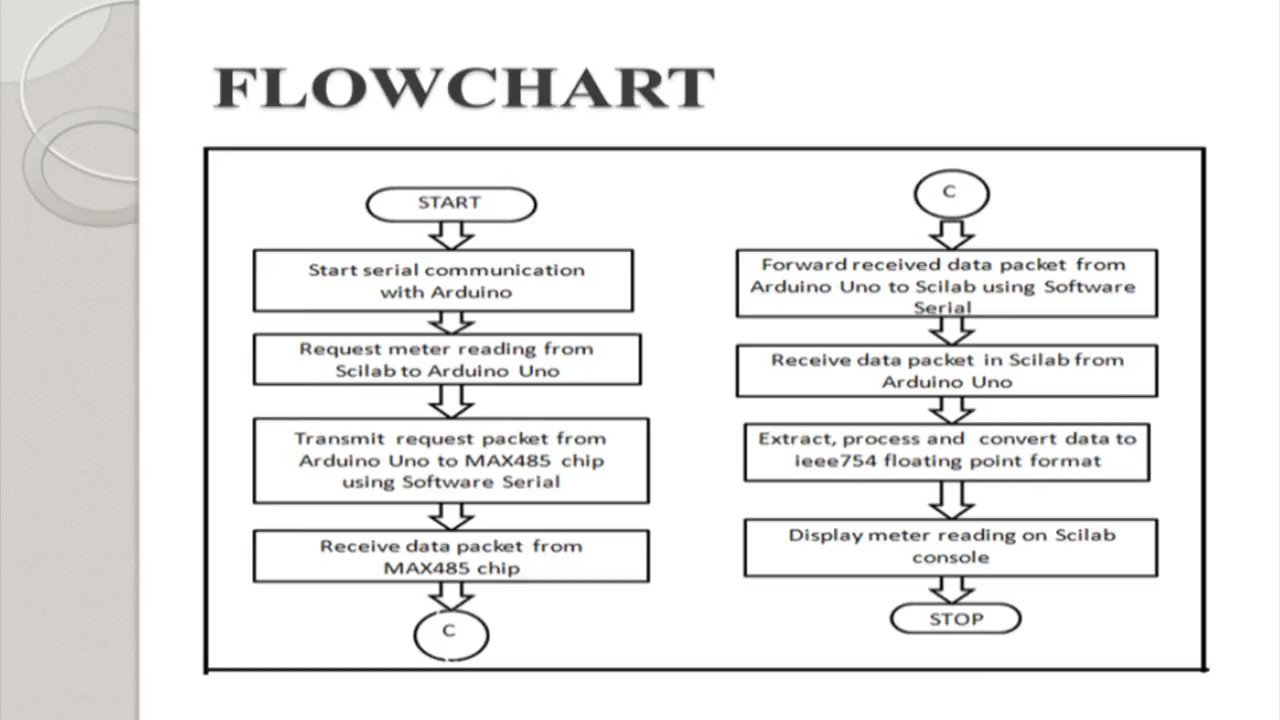 FLOWCHART
START
Start serial communication
with Arduino
Request meter reading from
Scilab to Arduino Uno
Transmit request packet from
Arduino Uno to MAX485 chip
using Software Serial
Receive data packet from
MAX485 chip
C
C
Forward received data packet from
Arduino Uno to Scilab using Software
Serial
Receive data packet in Scilab from
Arduino Uno
Extract, process and convert data to
ieee754 floating point format
Display meter reading on Scilab
console
STOP